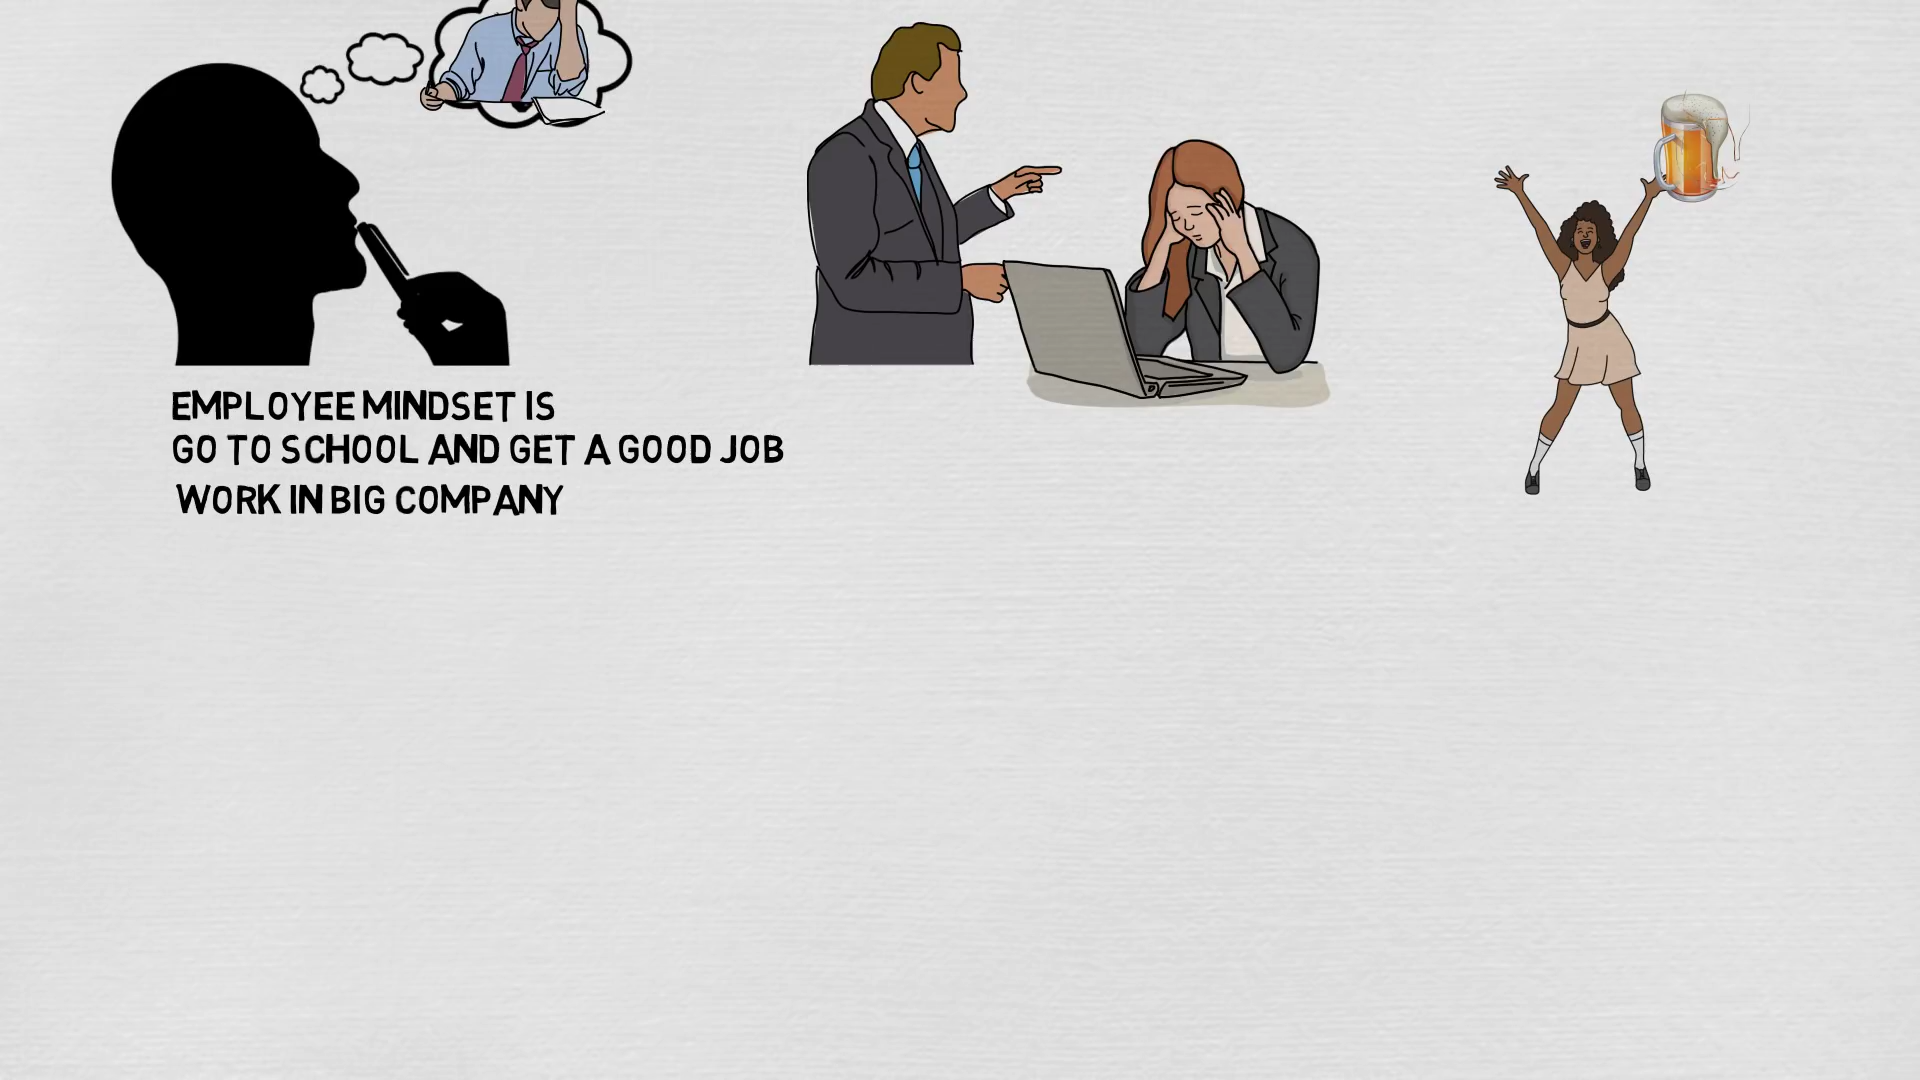 EMPLOYEE MINDSET IS
GO TO SCHOOL AND GET A GOOD JOB
WORK IN BIG COMPANY